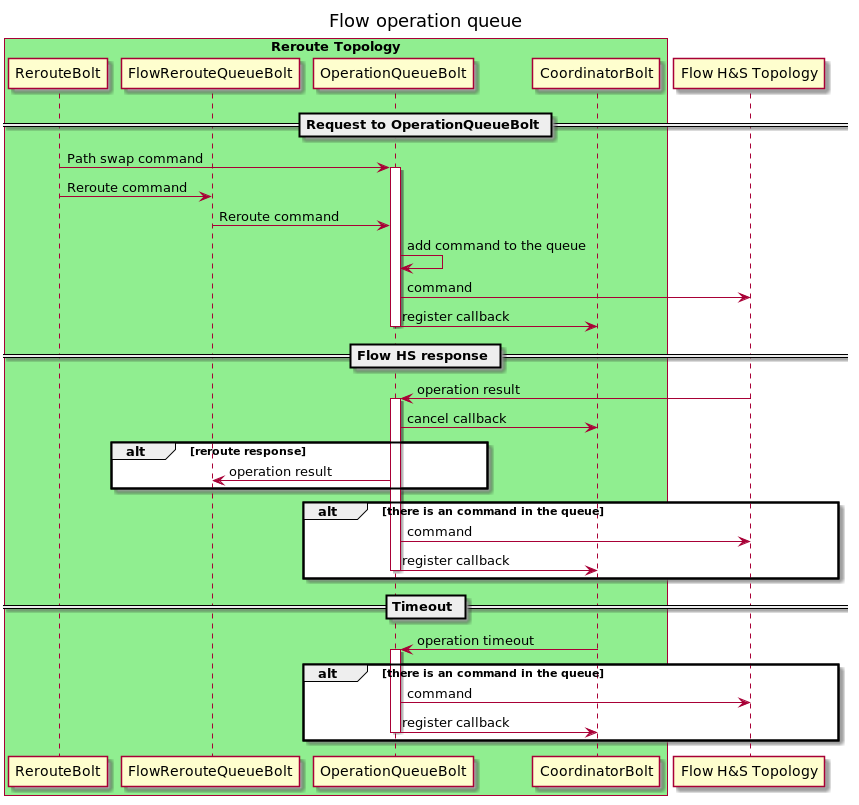 Flow operation queue
Reroute Topology
RerouteBolt
FlowRerouteQueueBolt
OperationQueueBolt
CoordinatorBolt
Flow H&S Topology
Request to OperationQueueBolt
Path swap command
Reroute command
Reroute command
add command to the queue
command
register callback
Flow HS response
operation result
cancel callback
alt
[reroute response]
operation result
alt
[there is an command in the queue]
command
register callback
Timeout
operation timeout
alt
[there is an command in the queue]
command
register callback
RerouteBolt
FlowRerouteQueueBolt
OperationQueueBolt
CoordinatorBolt
Flow H&S Topology